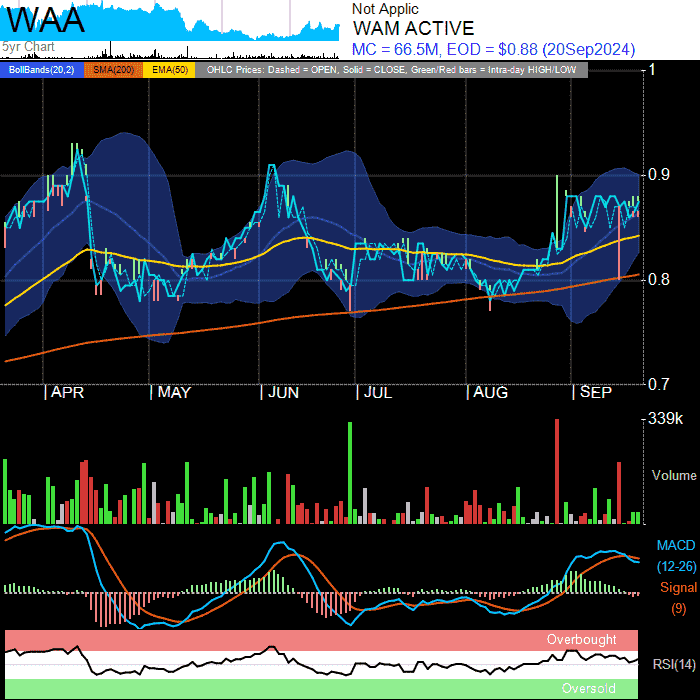 WAA
5yr Chart
Not Applic
WAM ACTIVE
MC = 66.5M, EOD = $0.88 (20Sep2024)
BollBands(20,2) SMA(200) EMA(50) OHLC Prices: Dashed = OPEN, Solid = CLOSE, Green/Red bars = Intra-day HIGH/LOW
1
0.9
0.8
0.7
APR MAY JUN JUL AUG SEP
339k
Volume
MACD
(12-26)
Signal
(9)
Overbought
RSI(14)
Oversold